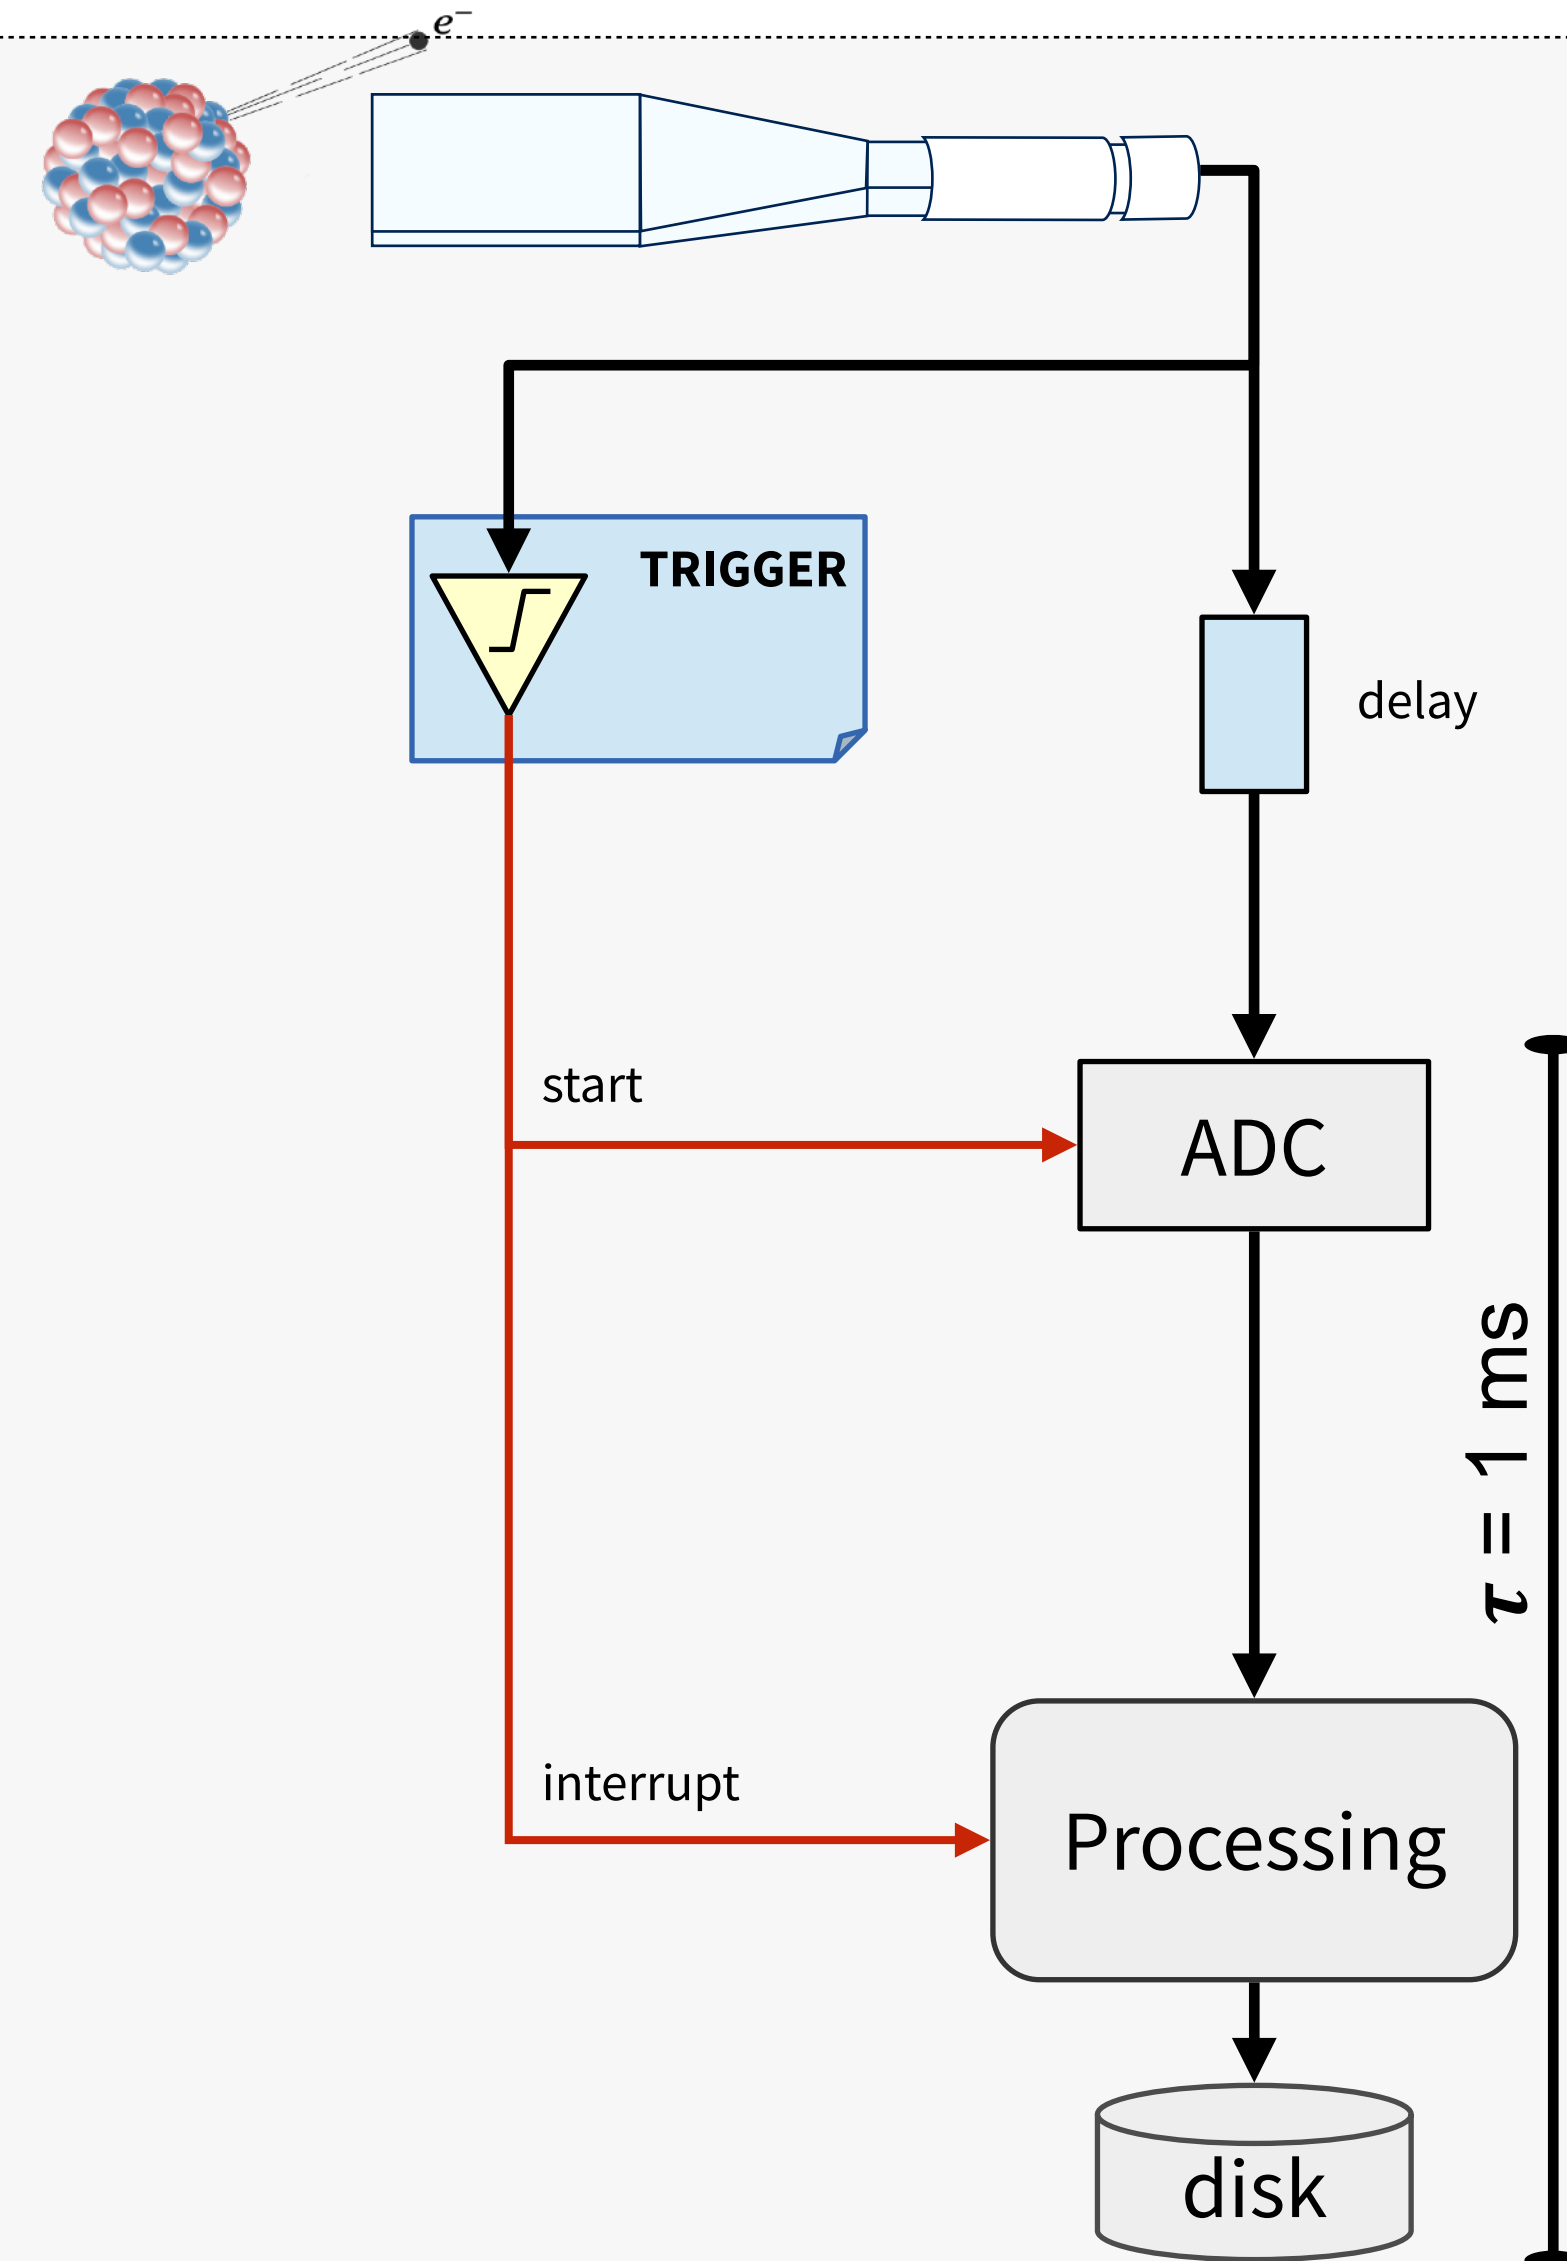 e⁻
TRIGGER
delay
start
ADC
τ = 1 ms
interrupt
Processing
disk